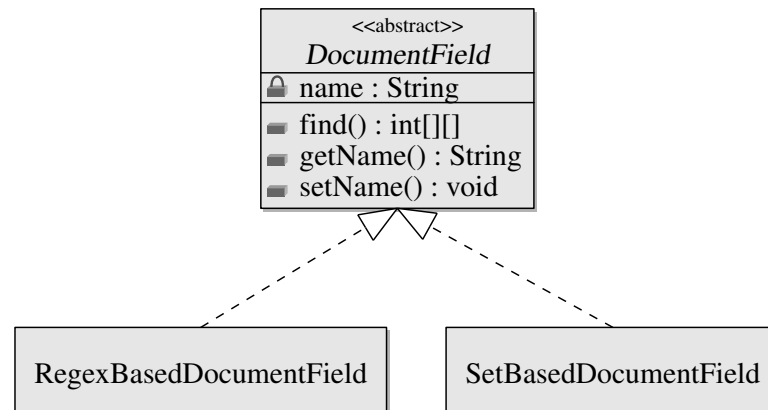 <<abstract>>
DocumentField
name : String
find() : int[][]
getName() : String
setName() : void
RegexBasedDocumentField
SetBasedDocumentField